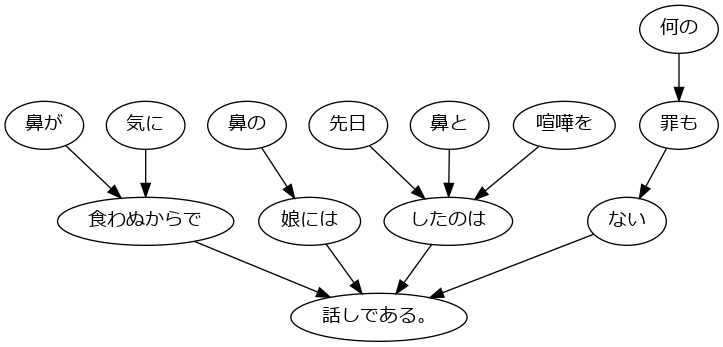 何の
鼻が 気に 鼻の 先日 鼻と 喧嘩を 罪も
食わぬからで 娘には したのは ない
話しである。